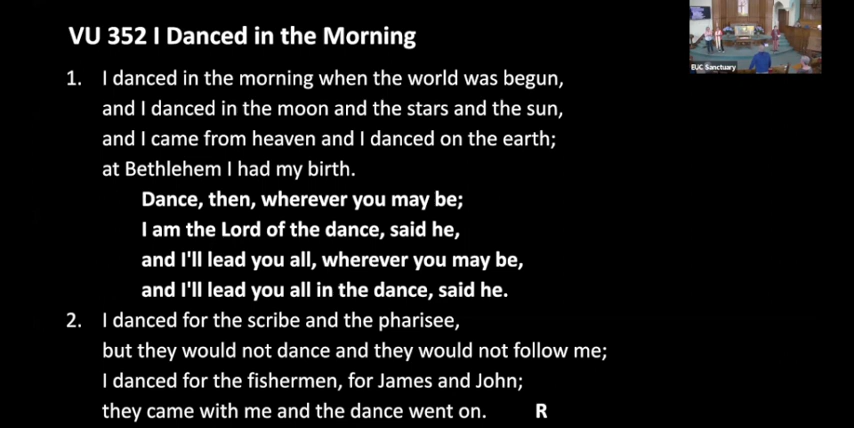 VU 352 I Danced in the Morning
1. I danced in the morning when the world was begun,
and I danced in the moon and the stars and the sun,
and I came from heaven and I danced on the earth;
at Bethlehem I had my birth.
Dance, then, wherever you may be;
I am the Lord of the dance, said he,
and I'll lead you all, wherever you may be,
and I'll lead you all in the dance, said he.
2. I danced for the scribe and the pharisee,
but they would not dance and they would not follow me;
I danced for the fishermen, for James and John;
they came with me and the dance went on. R
EUC Sanctuary